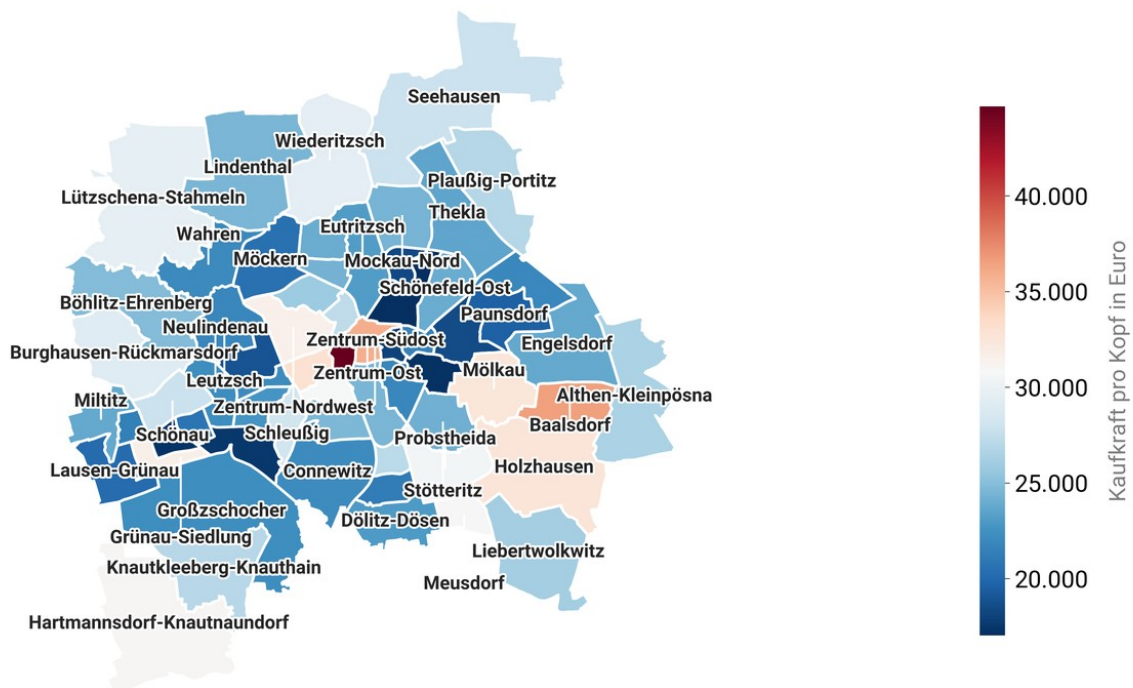 Seehausen
Wiederitzsch
Lindenthal
Plaußig-Portitz
Lützschena-Stahmeln
Thekla
Eutritzsch
Wahren
Möckern
Mockau-Nord
Schönefeld-Ost
Böhlitz-Ehrenberg
Paunsdorf
Neulindenau
Zentrum-Südost
Engelsdorf
Burghausen-Rückmarsdorf
Zentrum-Ost
Mölkau
Leutzsch
Althen-Kleinpösna
Miltitz
Zentrum-Nordwest
Baalsdorf
Schönau
Schleußig
Probstheida
Lausen-Grünau
Connewitz
Holzhausen
Stötteritz
Großzschocher
Dölitz-Dösen
Grünau-Siedlung
Liebertwolkwitz
Knautkleeberg-Knauthain
Meusdorf
Hartmannsdorf-Knautnaundorf
40.000
35.000
30.000
25.000
20.000
Kaufkraft pro Kopf in Euro